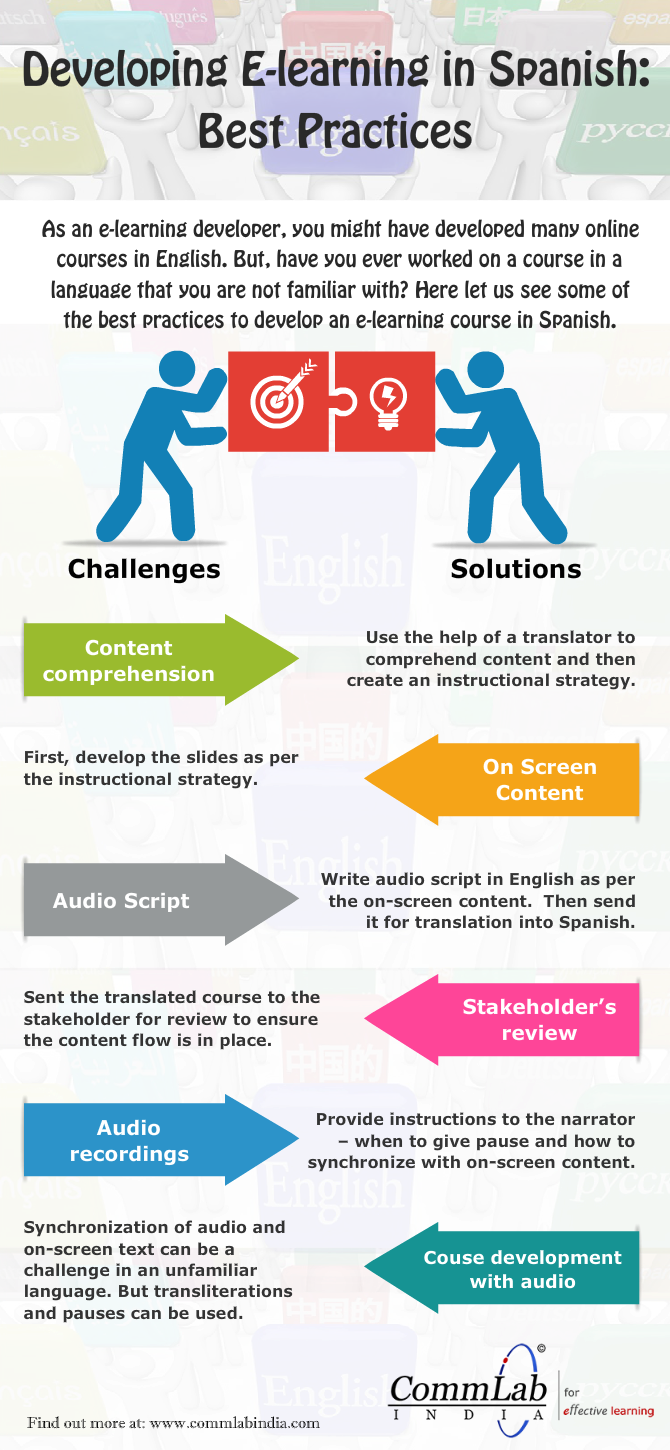 Developing E-learning in Spanish:
Best Practices
As an e-learning developer, you might have developed many online
courses in English. But, have you ever worked on a course in a
language that you are not familiar with? Here let us see some of
the best practices to develop an e-learning course in Spanish.
English
Challenges
Solutions
Content
comprehension
Use the help of a translator to
comprehend content and then
create an instructional strategy.
First, develop the slides as per
the instructional strategy.
On Screen
Content
Audio Script
Write audio script in English as per
the on-screen content. Then send
it for translation into Spanish.
Sent the translated course to the
stakeholder for review to ensure
the content flow is in place.
Stakeholder's
review
Audio
recordings
Provide instructions to the narrator
– when to give pause and how to
synchronize with on-screen content.
Synchronization of audio and
on-screen text can be a
challenge in an unfamiliar
language. But transliterations
and pauses can be used.
Couse development
with audio
Find out more at: www.commlabindia.com
©
CommLab
INDIA
for
effective learning